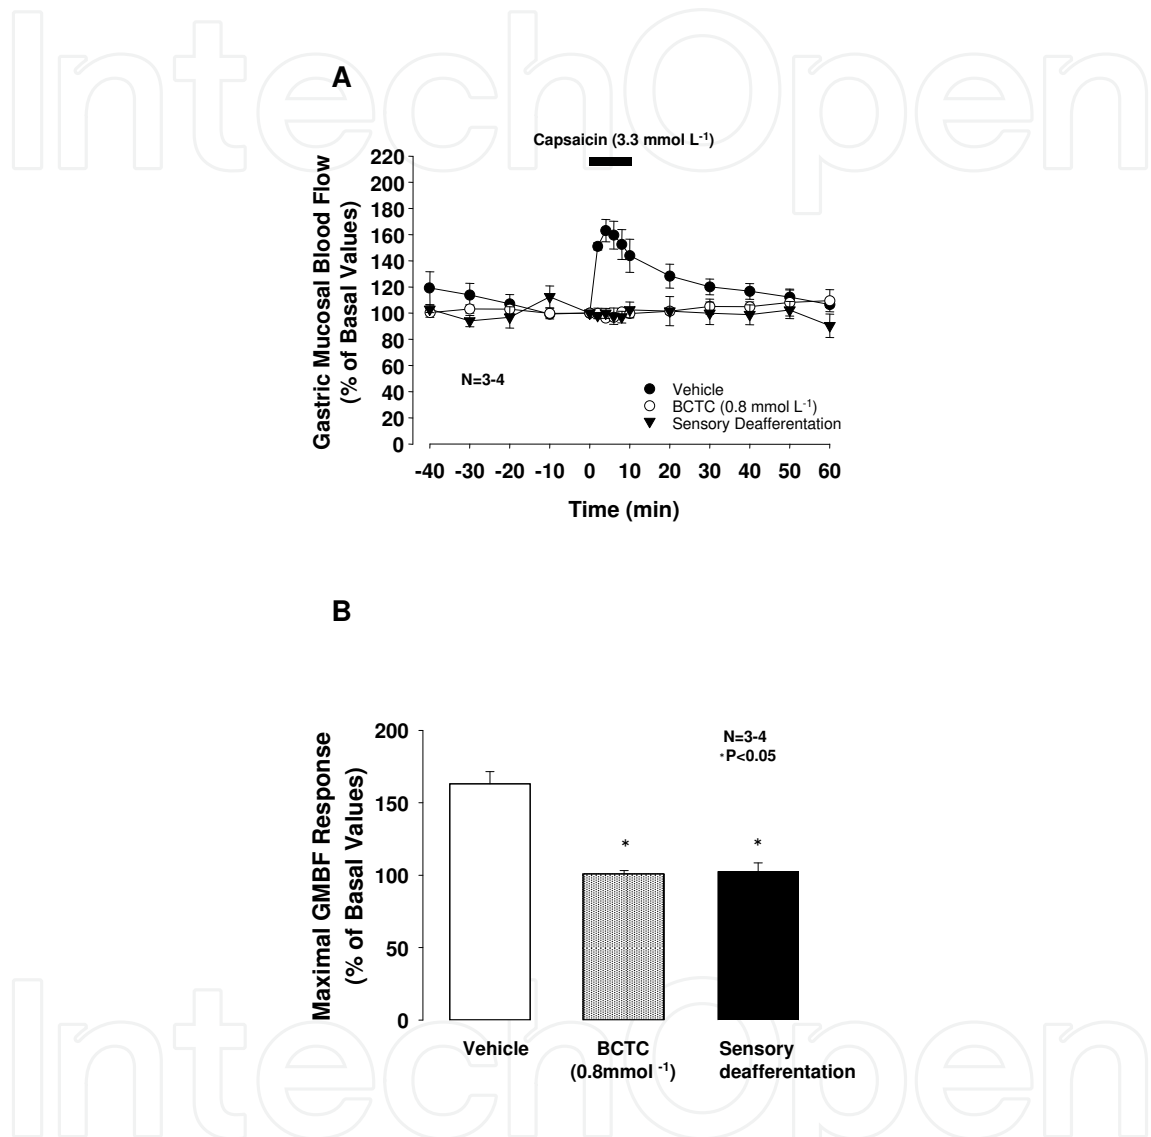 IntechOpen
A
Capsaicin (3.3 mmol L-1)
Gastric Mucosal Blood Flow
(% of Basal Values)
220
200
180
160
140
120
100
80
60
40
20
0
N=3-4
Vehicle
BCTC (0.8 mmol L-1)
Sensory Deafferentation
-40 -30 -20 -10 0 10 20 30 40 50 60
Time (min)
B
Maximal GMBF Response
(% of Basal Values)
200
150
100
50
0
N=3-4
*P<0.05
*
*
Vehicle
BCTC
(0.8mmol -1)
Sensory
deafferentation
IntechOpen